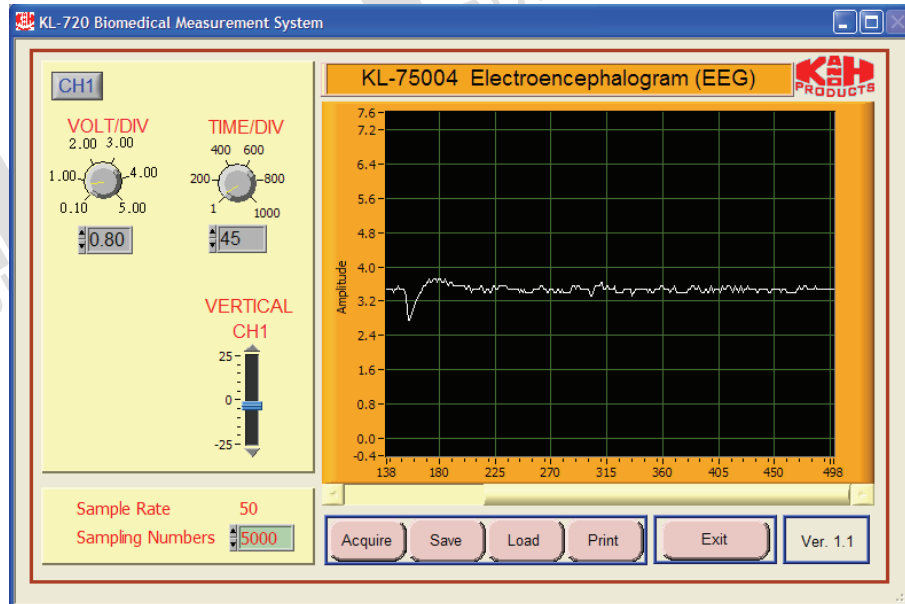 KL-720 Biomedical Measurement System
CH1
VOLT/DIV
2.00 3.00
1.00 4.00
0.10 5.00
0.80
TIME/DIV
400 600
200 800
1 1000
45
VERTICAL
CH1
25
0
-25
Sample Rate 50
Sampling Numbers 5000
KL-75004 Electroencephalogram (EEG)
K AND H
PRODUCTS
Amplitude
7.6
7.2
6.4
5.6
4.8
4.0
3.2
2.4
1.6
0.8
0.0
-0.4
138 180 225 270 315 360 405 450 498
Acquire Save Load Print Exit Ver. 1.1